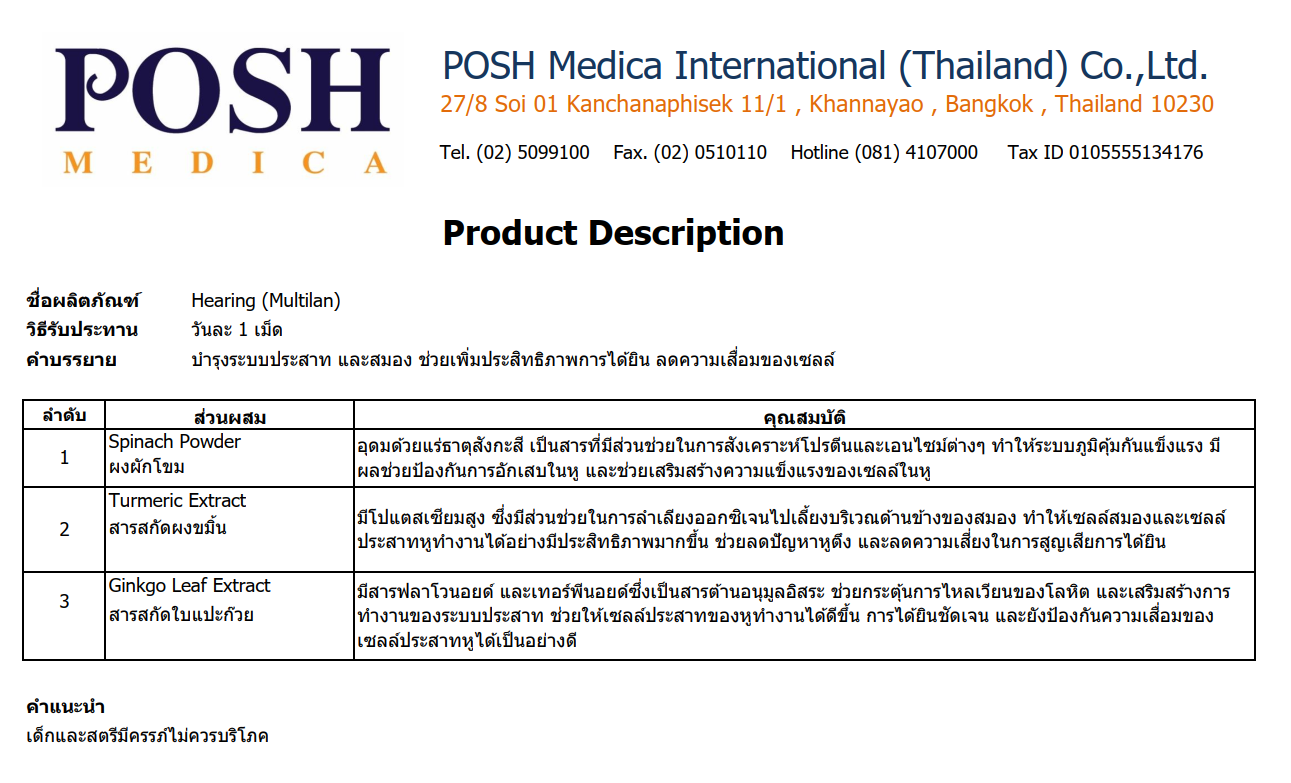 POSH
MEDICA
POSH Medica International (Thailand) Co.,Ltd.
27/8 Soi 01 Kanchanaphisek 11/1 , Khannayao , Bangkok , Thailand 10230
Tel. (02) 5099100 Fax. (02) 0510110 Hotline (081) 4107000 Tax ID 0105555134176
Product Description
ชื่อผลิตภัณฑ์ Hearing (Multilan)
วิธีรับประทาน วันละ 1 เม็ด
คำบรรยาย บำรุงระบบประสาท และสมอง ช่วยเพิ่มประสิทธิภาพการได้ยิน ลดความเสื่อมของเซลล์
ลำดับ ส่วนผสม คุณสมบัติ
1
Spinach Powder
ผงผักโขม
อุดมด้วยแร่ธาตุสังกะสี เป็นสารที่มีส่วนช่วยในการสังเคราะห์โปรตีนและเอนไซม์ต่างๆ ทำให้ระบบภูมิคุ้มกันแข็งแรง มี
ผลช่วยป้องกันการอักเสบในหู และช่วยเสริมสร้างความแข็งแรงของเซลล์ในหู
2
Turmeric Extract
สารสกัดผงขมิ้น
มีโปแตสเซียมสูง ซึ่งมีส่วนช่วยในการลำเลียงออกซิเจนไปเลี้ยงบริเวณด้านข้างของสมอง ทำให้เซลล์สมองและเซลล์
ประสาทหูทำงานได้อย่างมีประสิทธิภาพมากขึ้น ช่วยลดปัญหาหูตึง และลดความเสี่ยงในการสูญเสียการได้ยิน
3
Ginkgo Leaf Extract
สารสกัดใบแปะก๊วย
มีสารฟลาโวนอยด์ และเทอร์พีนอยด์ซึ่งเป็นสารต้านอนุมูลอิสระ ช่วยกระตุ้นการไหลเวียนของโลหิต และเสริมสร้างการ
ทำงานของระบบประสาท ช่วยให้เซลล์ประสาทของหูทำงานได้ดีขึ้น การได้ยินชัดเจน และยังป้องกันความเสื่อมของ
เซลล์ประสาทหูได้เป็นอย่างดี
คำแนะนำ
เด็กและสตรีมีครรภ์ไม่ควรบริโภค